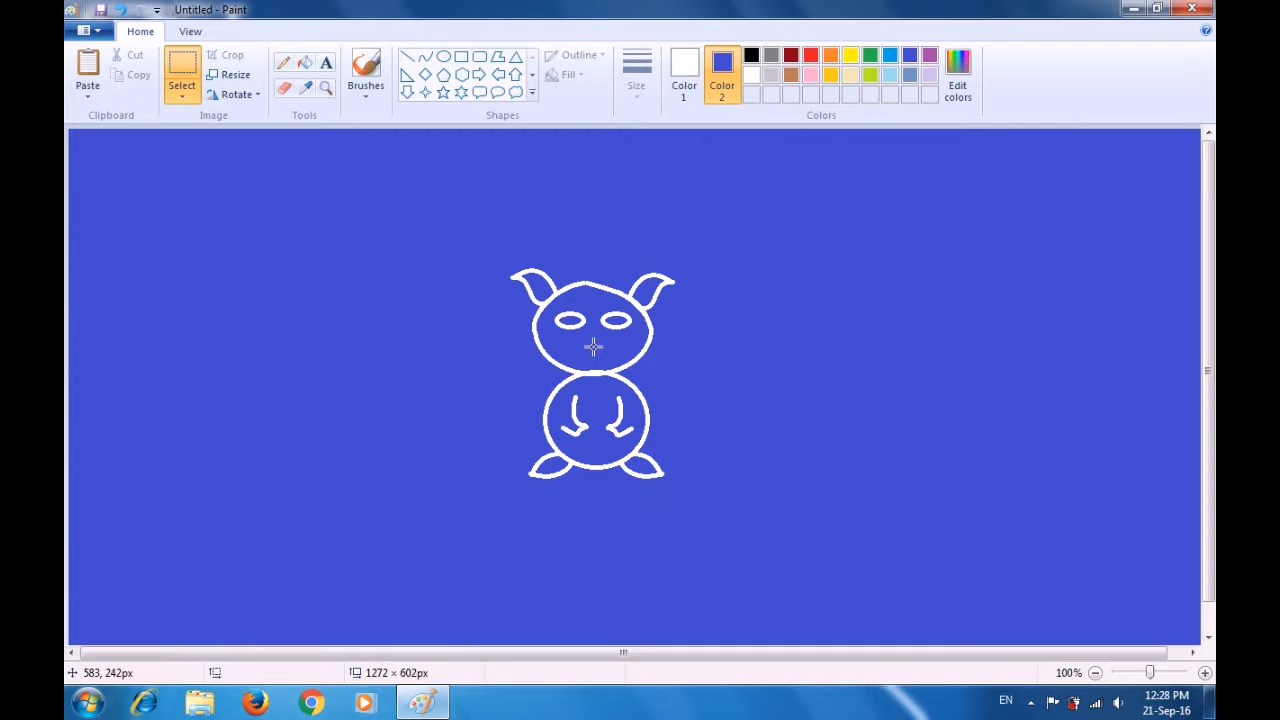 Untitled - Paint
Home View
Paste
Cut
Copy
Clipboard
Select
Crop
Resize
Rotate
Image
A
Tools
Brushes
Outline
Fill
Shapes
Size
Color 1
Color 2
Edit colors
Colors
583, 242px
1272 × 602px
100%
EN
12:28 PM
21-Sep-16